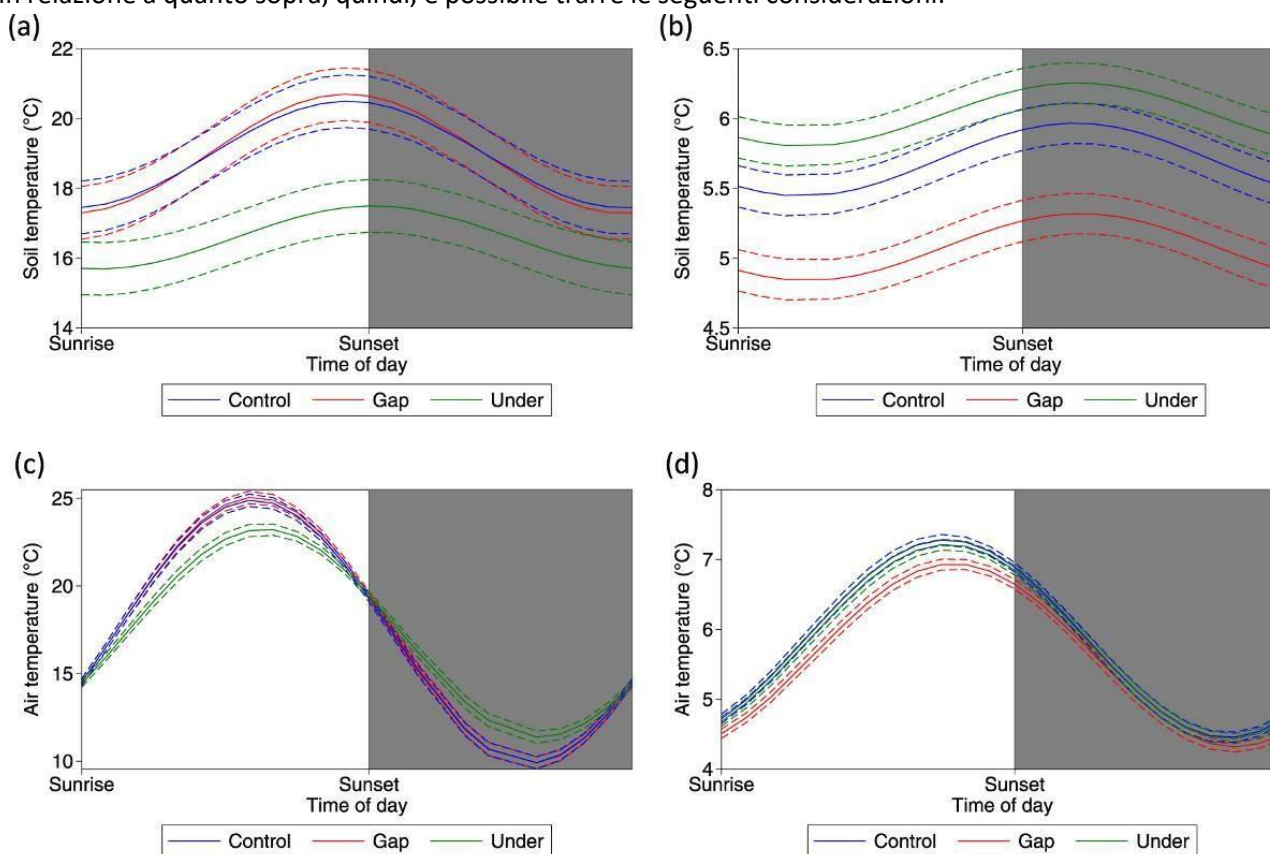 in relazione a quanto sopra, quindi, è possibile trarre le seguenti considerazioni:
(a)
(b)
22
20
18
16
14
Soil temperature (°C)
Sunrise
Sunset
Time of day
Control Gap Under
6.5
6
5.5
5
4.5
Soil temperature (°C)
Sunrise
Sunset
Time of day
Control Gap Under
(c)
(d)
25
20
15
10
Air temperature (°C)
Sunrise
Sunset
Time of day
Control Gap Under
8
7
6
5
4
Air temperature (°C)
Sunrise
Sunset
Time of day
Control Gap Under